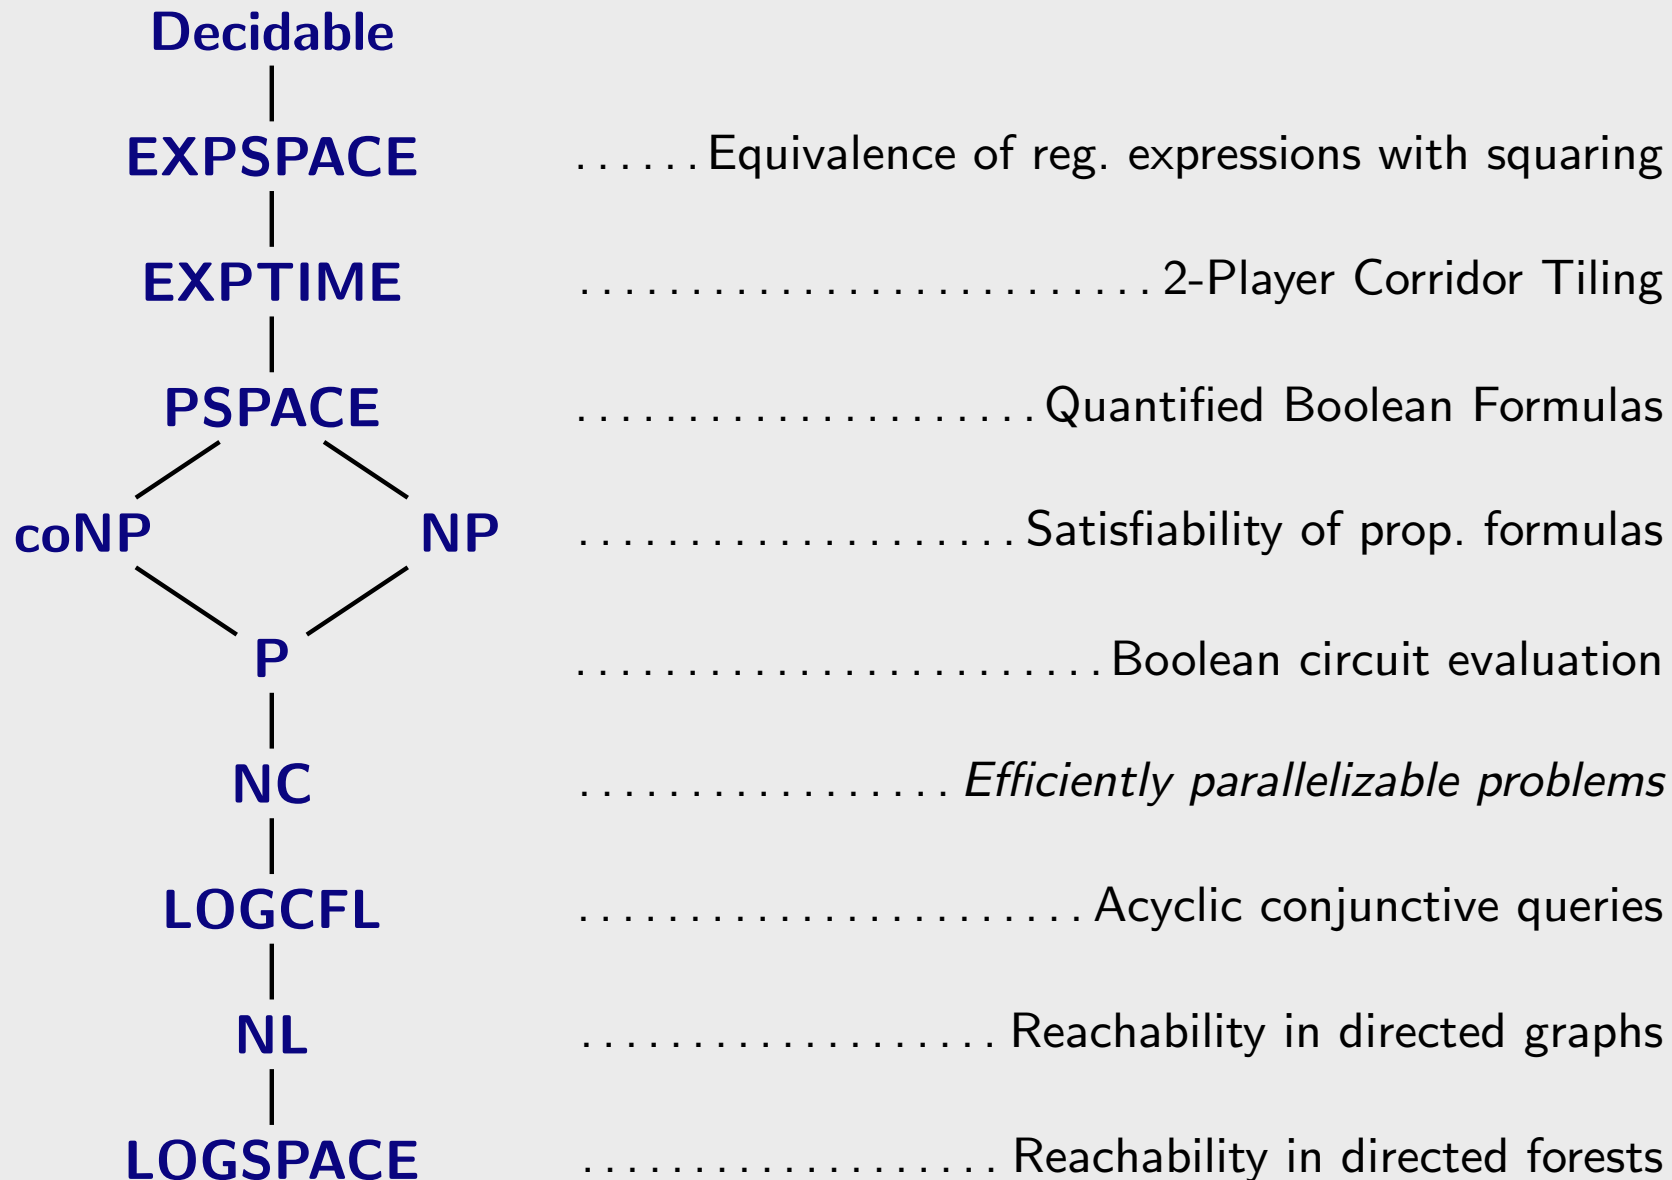 Decidable
EXPSPACE ...... Equivalence of reg. expressions with squaring
EXPTIME .......................... 2-Player Corridor Tiling
PSPACE ..................... Quantified Boolean Formulas
coNP NP .................... Satisfiability of prop. formulas
P ........................ Boolean circuit evaluation
NC ................. Efficiently parallelizable problems
LOGCFL ....................... Acyclic conjunctive queries
NL ................... Reachability in directed graphs
LOGSPACE ................... Reachability in directed forests